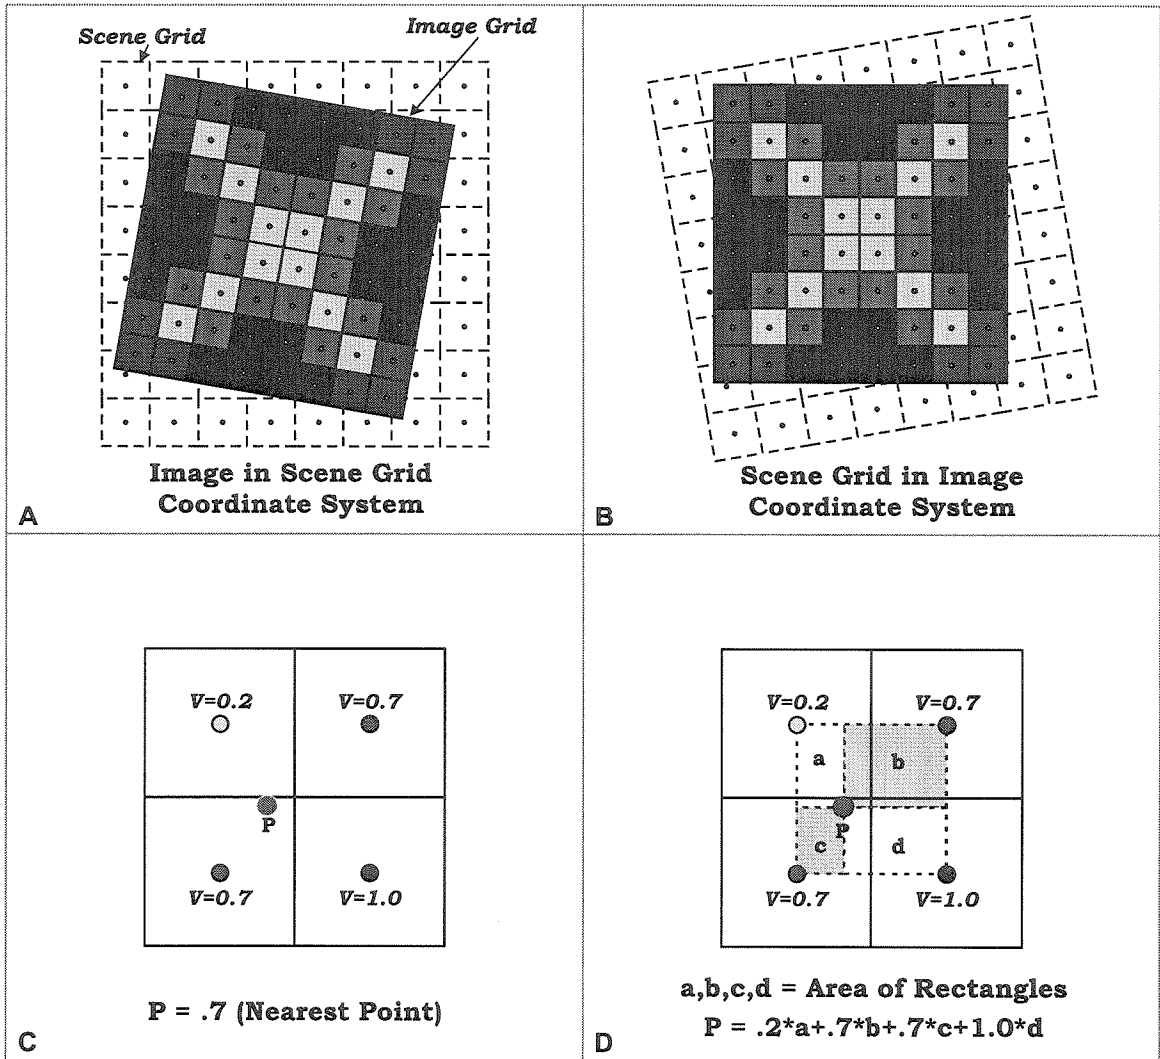 Scene Grid
Image Grid
Image in Scene Grid
Coordinate System
A
Scene Grid in Image
Coordinate System
B
V=0.2
V=0.7
P
V=0.7
V=1.0
P = .7 (Nearest Point)
C
V=0.2
V=0.7
a
b
P
c
d
V=0.7
V=1.0
a,b,c,d = Area of Rectangles
P = .2*a+.7*b+.7*c+1.0*d
D